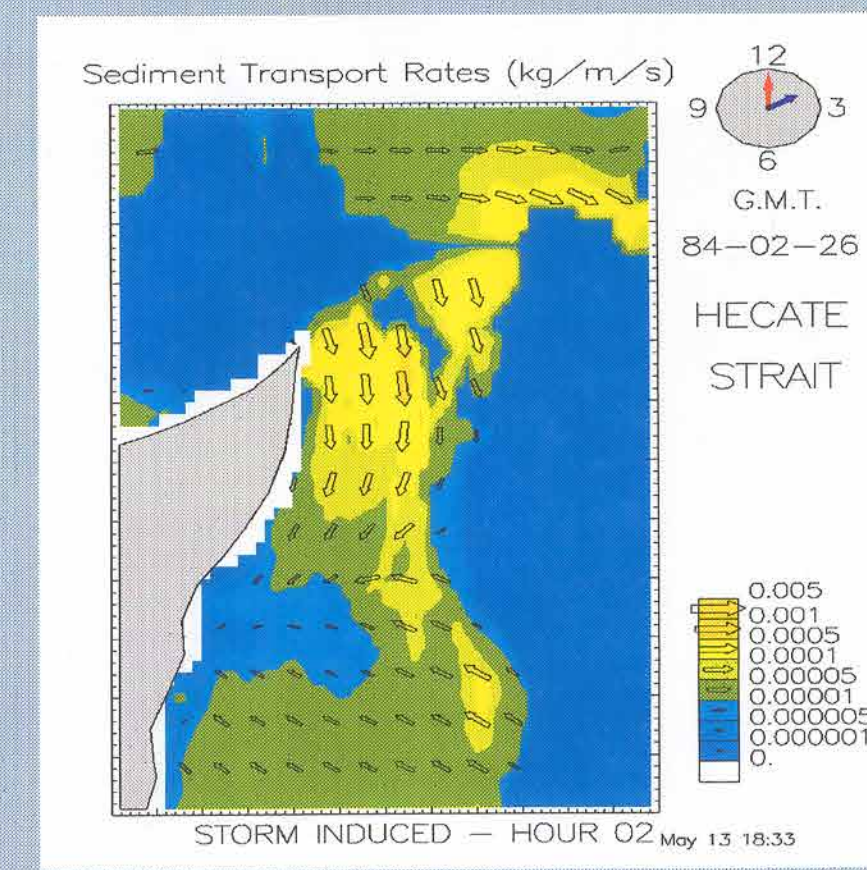 Sediment Transport Rates (kg/m/s)
12
9
3
6
G.M.T.
84-02-26
HECATE
STRAIT
0.005
0.001
0.0005
0.0001
0.00005
0.00001
0.000005
0.000001
0.
STORM INDUCED - HOUR 02
May 13 18:33